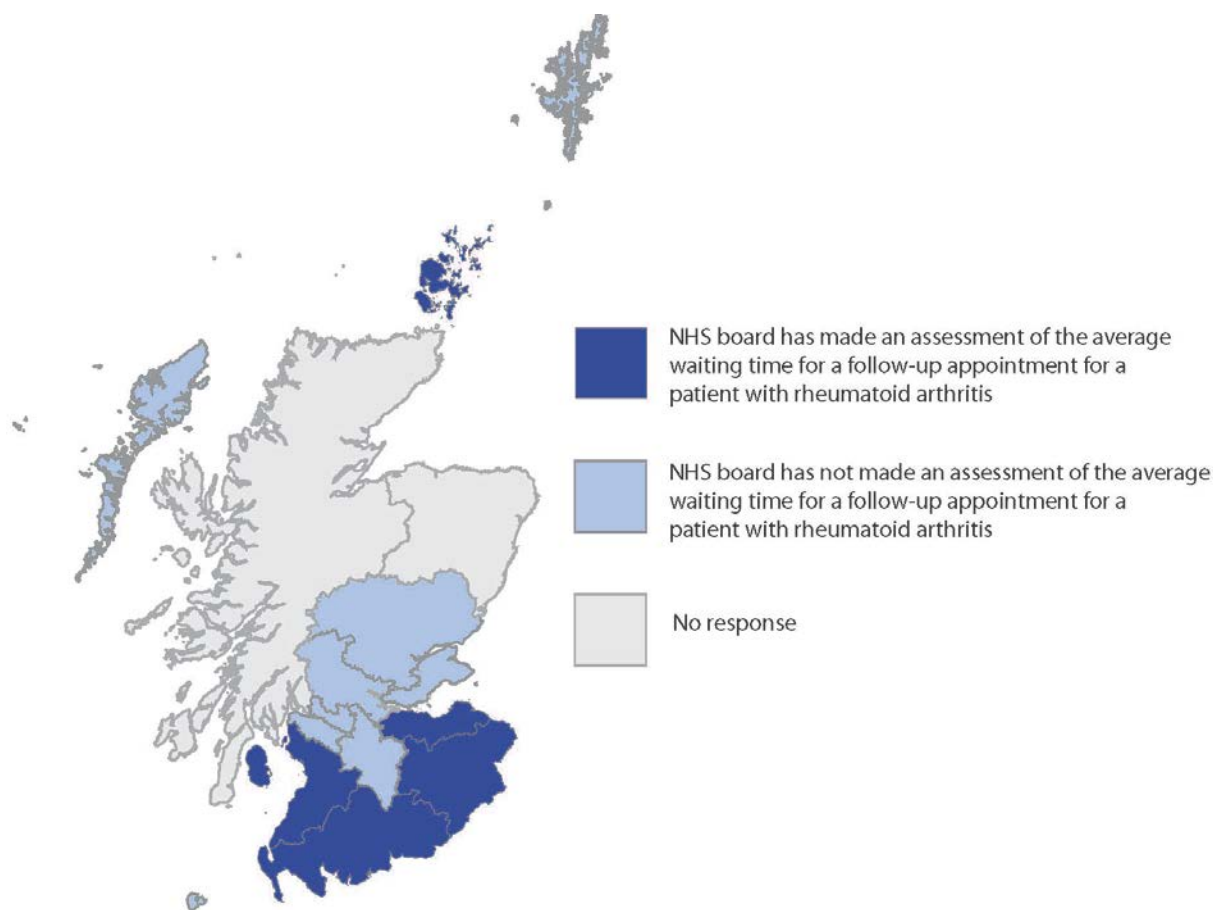 NHS board has made an assessment of the average
waiting time for a follow-up appointment for a
patient with rheumatoid arthritis
NHS board has not made an assessment of the average
waiting time for a follow-up appointment for a
patient with rheumatoid arthritis
No response